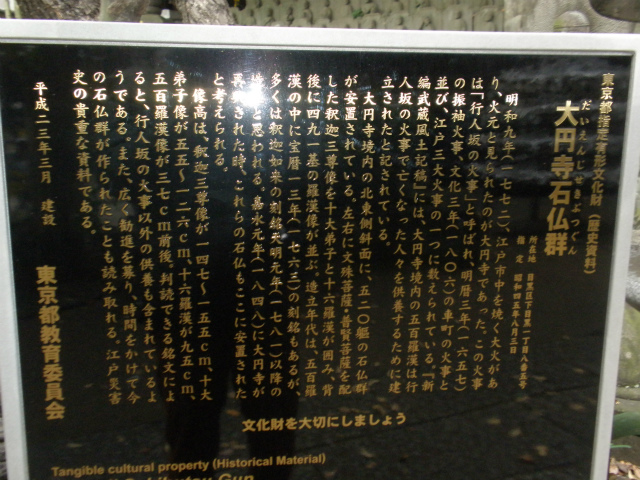 東京都指定有形文化財(歴史資料)
だいえんじせきぶつぐん
大円寺石仏群
所在地 目黒区下目黒一丁目八番五号
指定 昭和四五年八月三日
明和九年(一七七二)、江戸市中を焼く大火があ
り、火元と見られたのが大円寺であった。この火事
は「行人坂の火事」と呼ばれ、明暦三年(一六五七)
の振袖火事、文化三年(一八〇六)の車町の火事と
並び、江戸三大火事の一つに数えられている。『新
編武蔵風土記稿』には、大円寺境内の五百羅漢は行
人坂の火事で亡くなった人々を供養するために建
立されたと記されている。
大円寺境内の北東側斜面に、五二〇躯の石仏群
が安置されている。左右に文殊菩薩・普賢菩薩を配
した釈迦三尊像を十大弟子と十六羅漢が囲み、背
後に四九一基の羅漢像が並ぶ。造立年代は、五百羅
漢の中に宝暦一三年(一七六三)の刻銘もあるが、
多くは釈迦如来の刻銘天明元年(一七八一)以降の
と思われる。嘉永元年(一八四八)に大円寺が
再興された時、これらの石仏もここに安置された
と考えられる。
像高は、釈迦三尊像が一四七~一五五cm、十大
弟子像が五五~一二六cm、十六羅漢が九五cm、
五百羅漢像が三七cm前後。判読できる銘文によ
ると、行人坂の火事以外の供養も含まれているよ
うである。また、広く勧進を募り、時間をかけて今
の石仏群が作られたことも読み取れる。江戸災害
史の貴重な資料である。
平成二三年三月 建設
東京都教育委員会
文化財を大切にしましょう
Tangible cultural property (Historical Material)